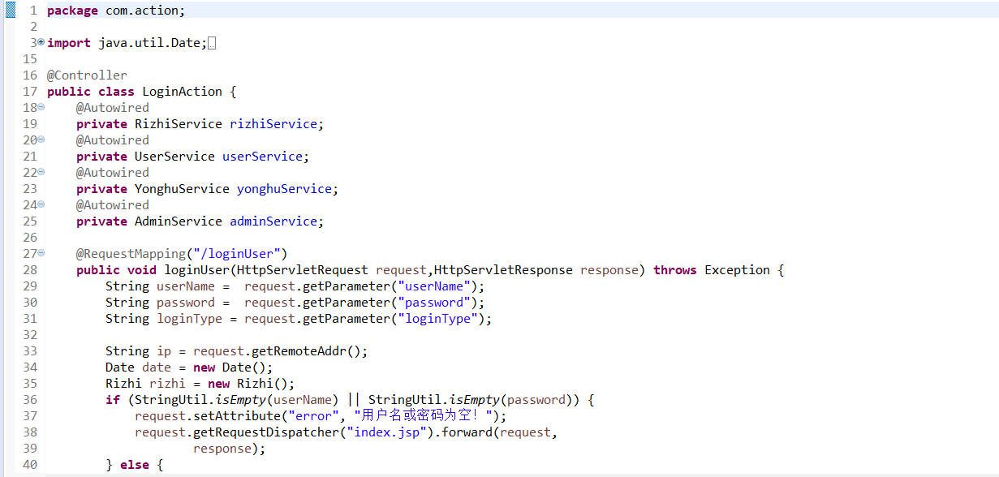 1 package com.action;
2
3 import java.util.Date;
15
16 @Controller
17 public class LoginAction {
18 @Autowired
19 private RizhiService rizhiService;
20 @Autowired
21 private UserService userService;
22 @Autowired
23 private YonghuService yonghuService;
24 @Autowired
25 private AdminService adminService;
26
27 @RequestMapping("/loginUser")
28 public void loginUser(HttpServletRequest request,HttpServletResponse response) throws Exception {
29 String userName =  request.getParameter("userName");
30 String password =  request.getParameter("password");
31 String loginType = request.getParameter("loginType");
32
33 String ip = request.getRemoteAddr();
34 Date date = new Date();
35 Rizhi rizhi = new Rizhi();
36 if (StringUtil.isEmpty(userName) || StringUtil.isEmpty(password)) {
37 request.setAttribute("error", "用户名或密码为空！");
38 request.getRequestDispatcher("index.jsp").forward(request,
39 response);
40 } else {